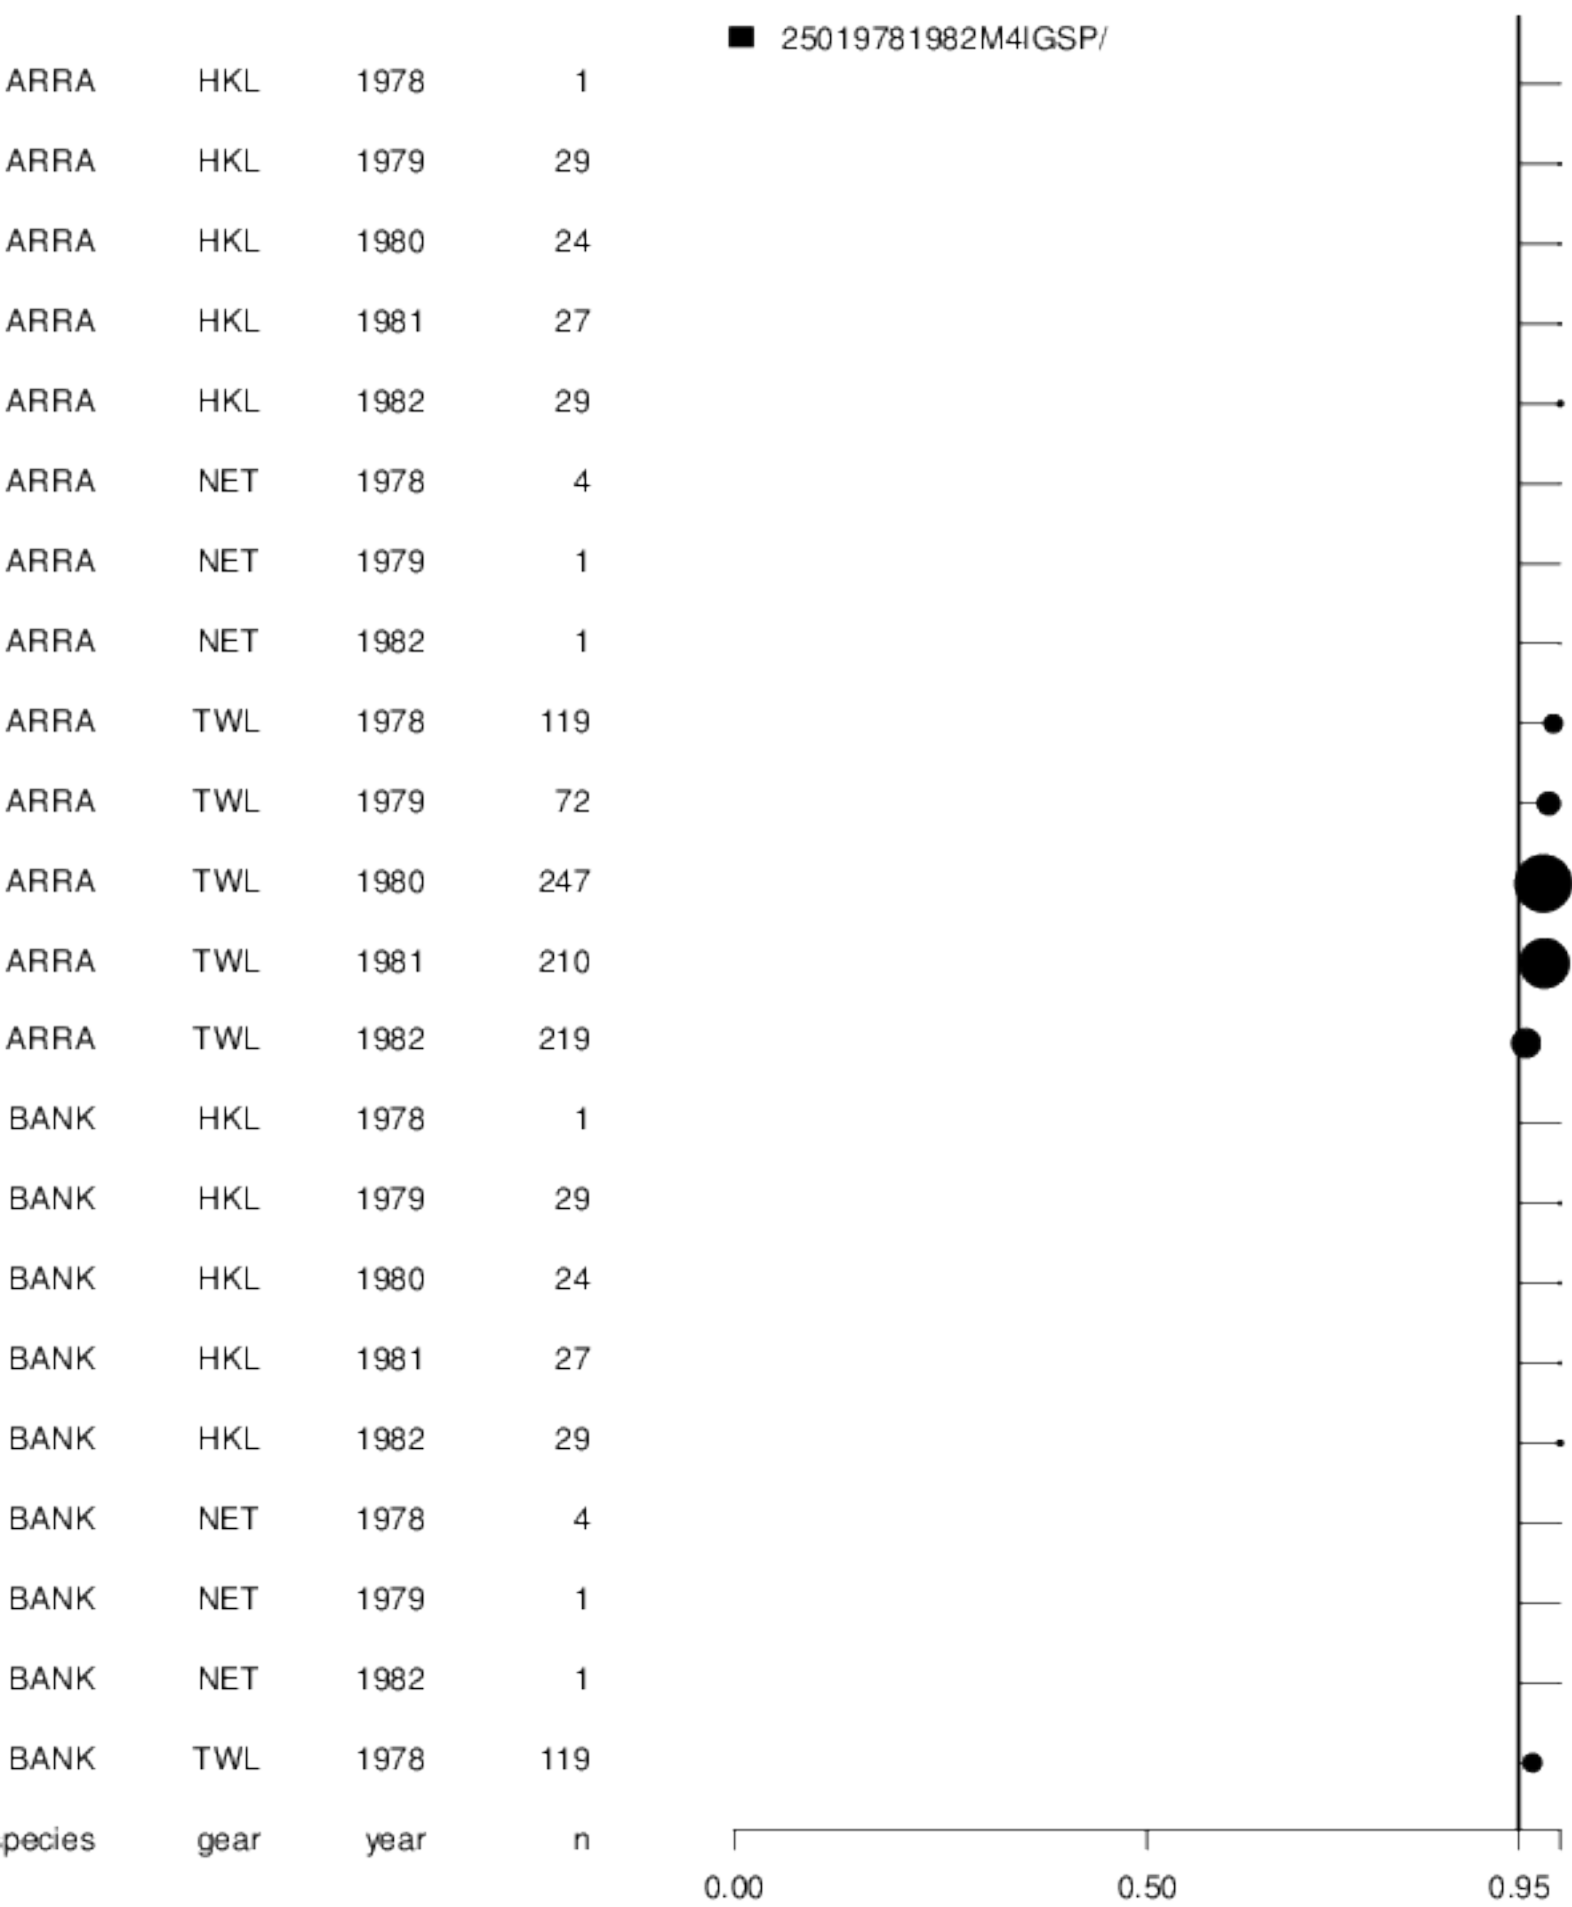 25019781982M4IGSP/
ARRA HKL 1978 1
ARRA HKL 1979 29
ARRA HKL 1980 24
ARRA HKL 1981 27
ARRA HKL 1982 29
ARRA NET 1978 4
ARRA NET 1979 1
ARRA NET 1982 1
ARRA TWL 1978 119
ARRA TWL 1979 72
ARRA TWL 1980 247
ARRA TWL 1981 210
ARRA TWL 1982 219
BANK HKL 1978 1
BANK HKL 1979 29
BANK HKL 1980 24
BANK HKL 1981 27
BANK HKL 1982 29
BANK NET 1978 4
BANK NET 1979 1
BANK NET 1982 1
BANK TWL 1978 119
pecies gear year n
0.00 0.50 0.95